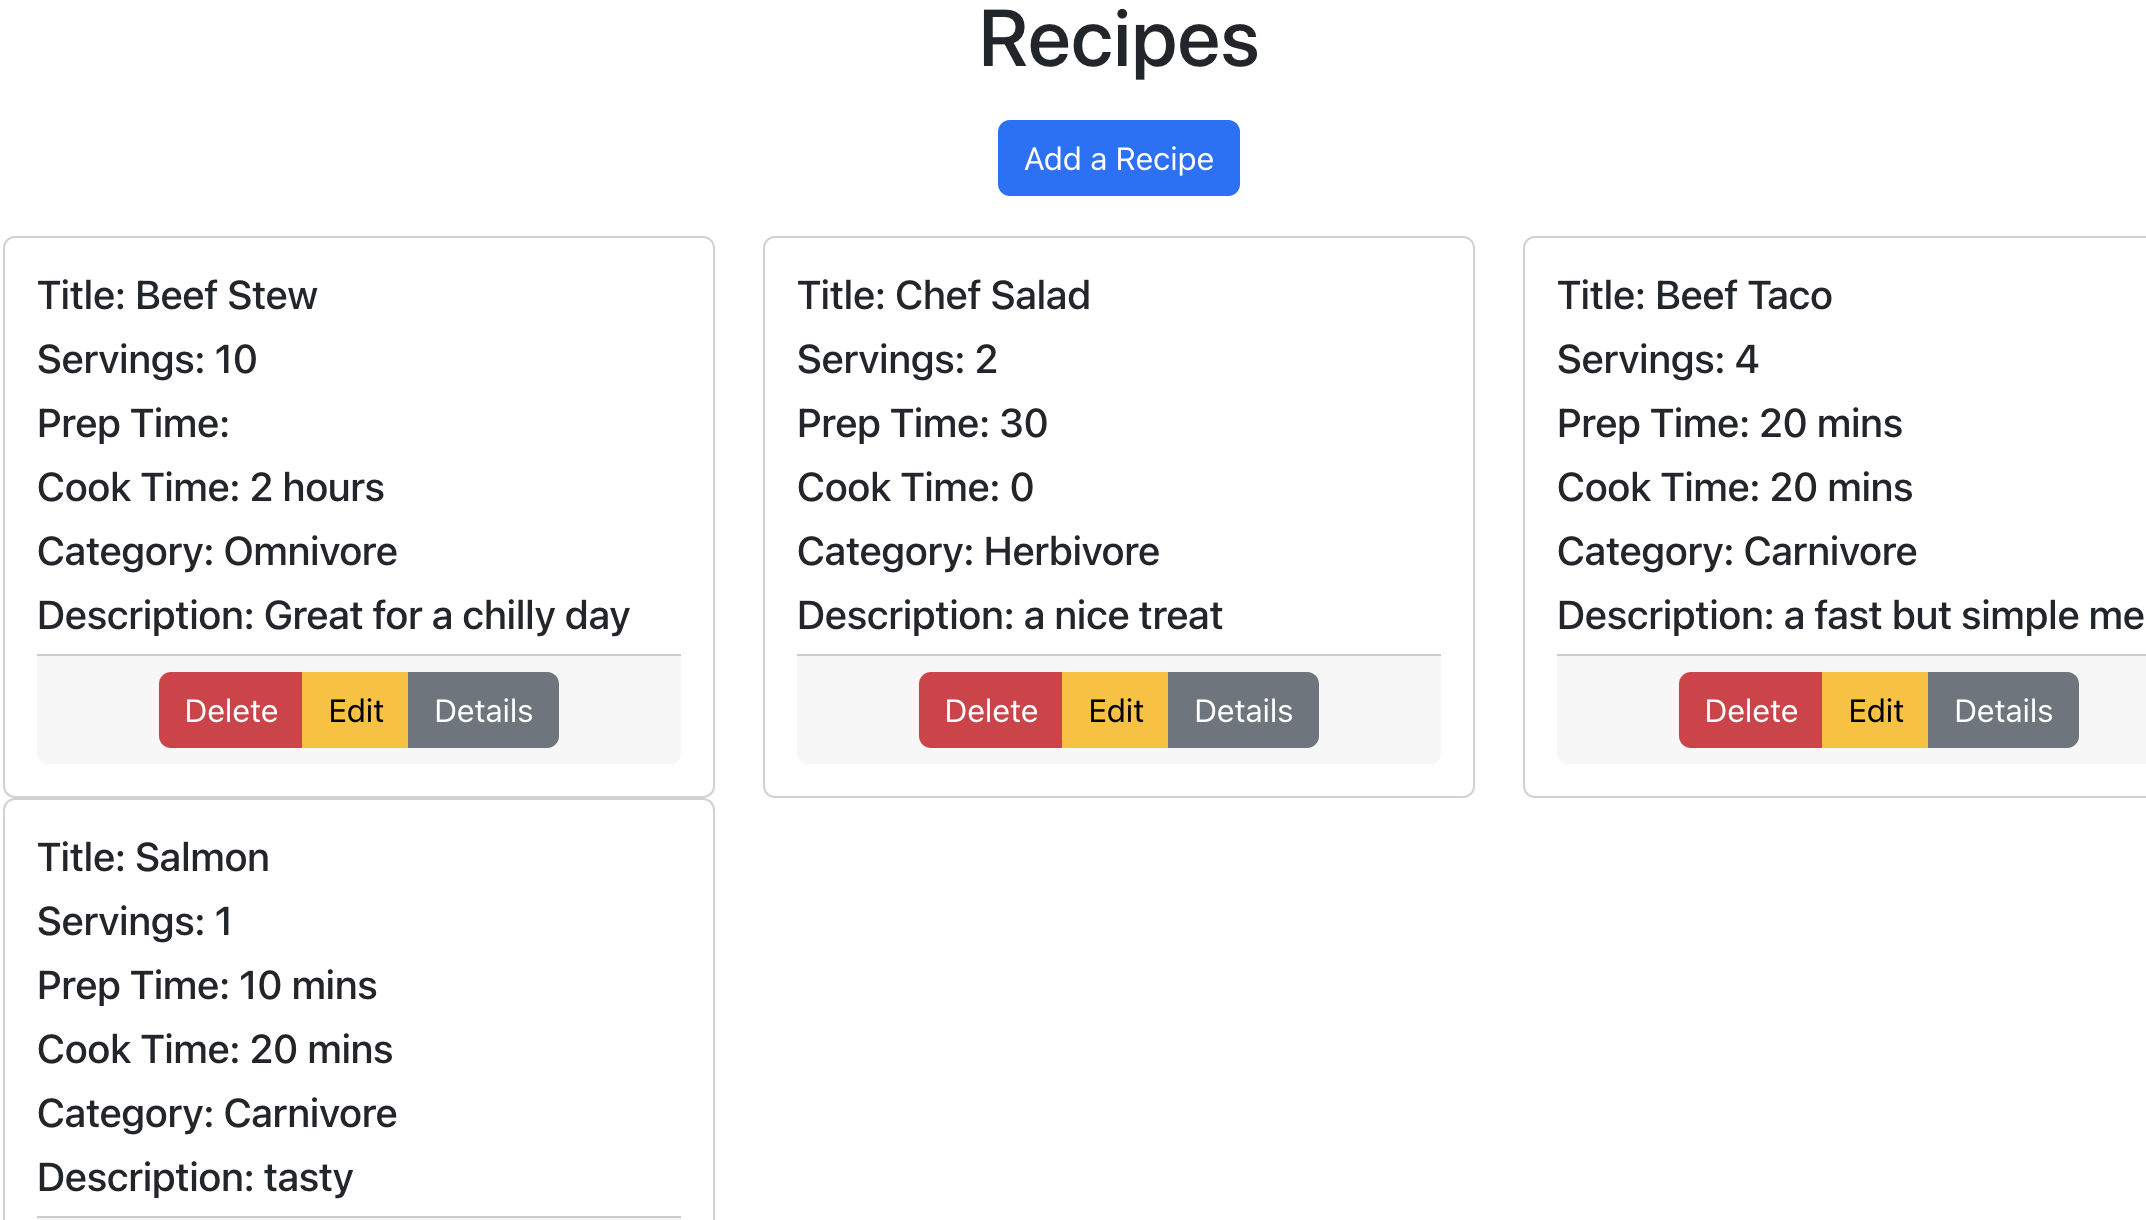 Recipes
Add a Recipe
Title: Beef Stew
Servings: 10
Prep Time:
Cook Time: 2 hours
Category: Omnivore
Description: Great for a chilly day
Delete Edit Details
Title: Chef Salad
Servings: 2
Prep Time: 30
Cook Time: 0
Category: Herbivore
Description: a nice treat
Delete Edit Details
Title: Beef Taco
Servings: 4
Prep Time: 20 mins
Cook Time: 20 mins
Category: Carnivore
Description: a fast but simple me
Delete Edit Details
Title: Salmon
Servings: 1
Prep Time: 10 mins
Cook Time: 20 mins
Category: Carnivore
Description: tasty